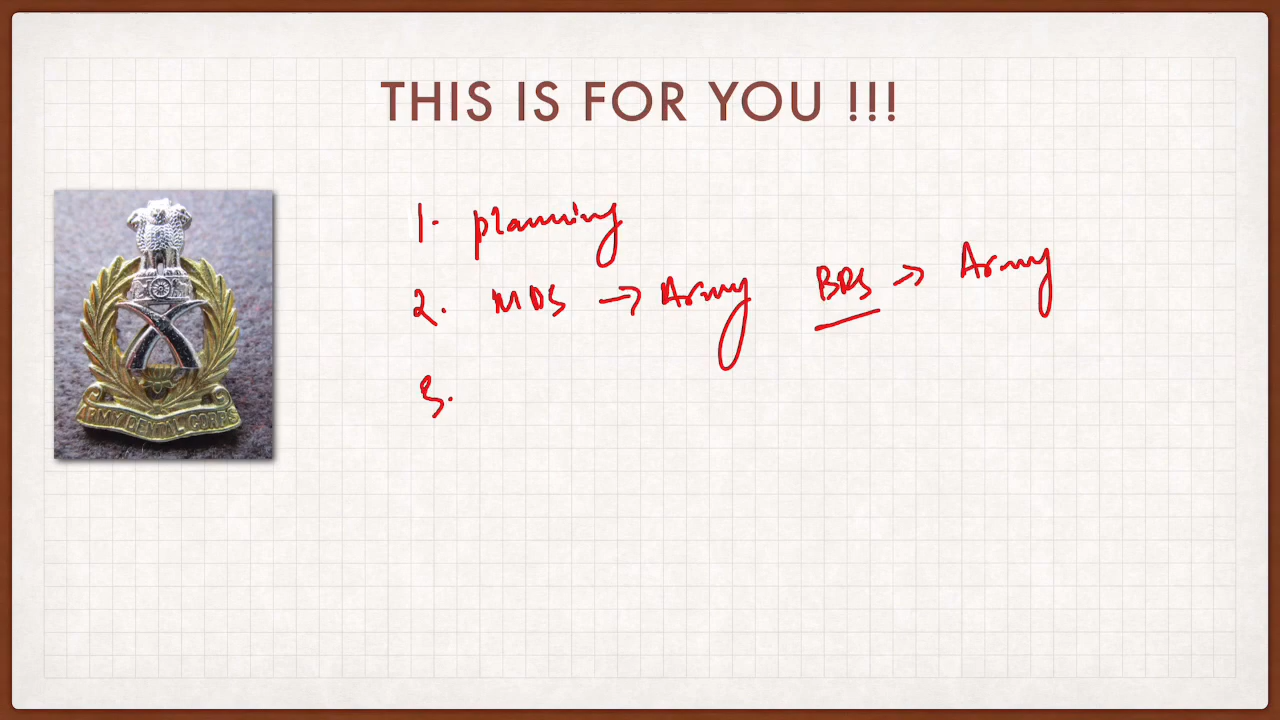 THIS IS FOR YOU !!!
1. planning
2. MDS → Army BDS → Army
3.
ARMY DENTAL CORPS